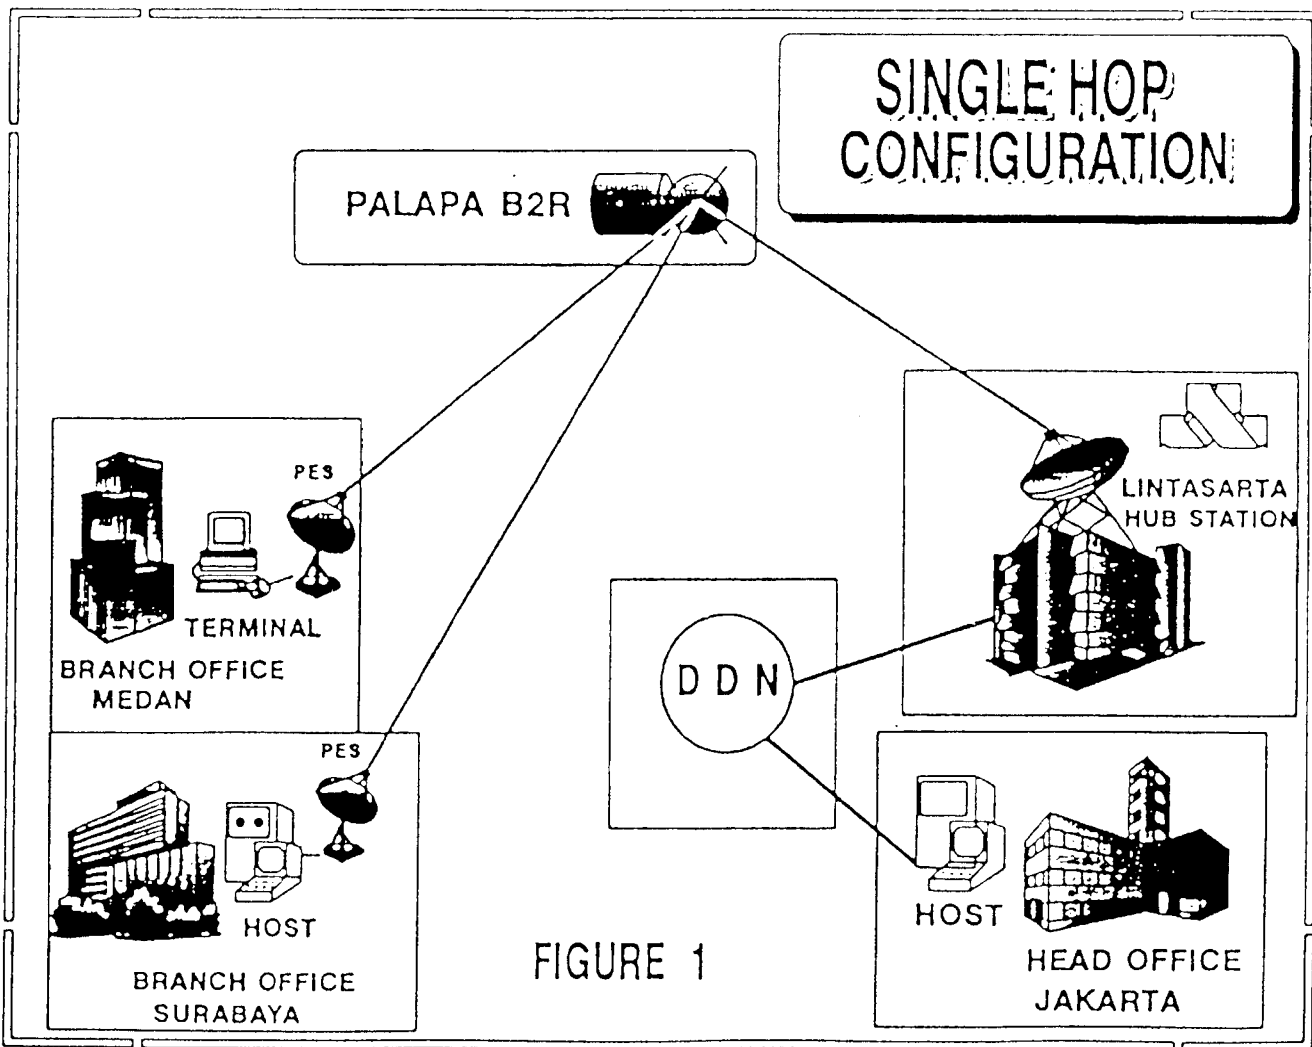 SINGLE HOP
CONFIGURATION
PALAPA B2R
PES
TERMINAL
BRANCH OFFICE
MEDAN
LINTASARTA
HUB STATION
D D N
PES
HOST
BRANCH OFFICE
SURABAYA
HOST
HEAD OFFICE
JAKARTA
FIGURE 1